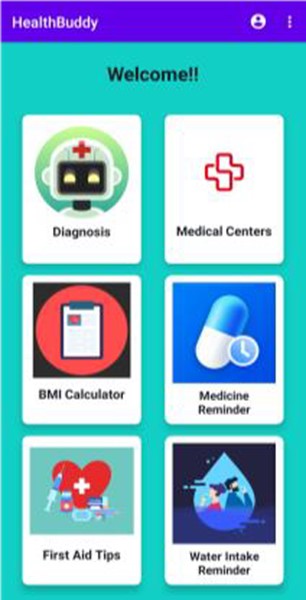 HealthBuddy
Welcome!!
Diagnosis
Medical Centers
BMI Calculator
Medicine
Reminder
First Aid Tips
Water Intake
Reminder